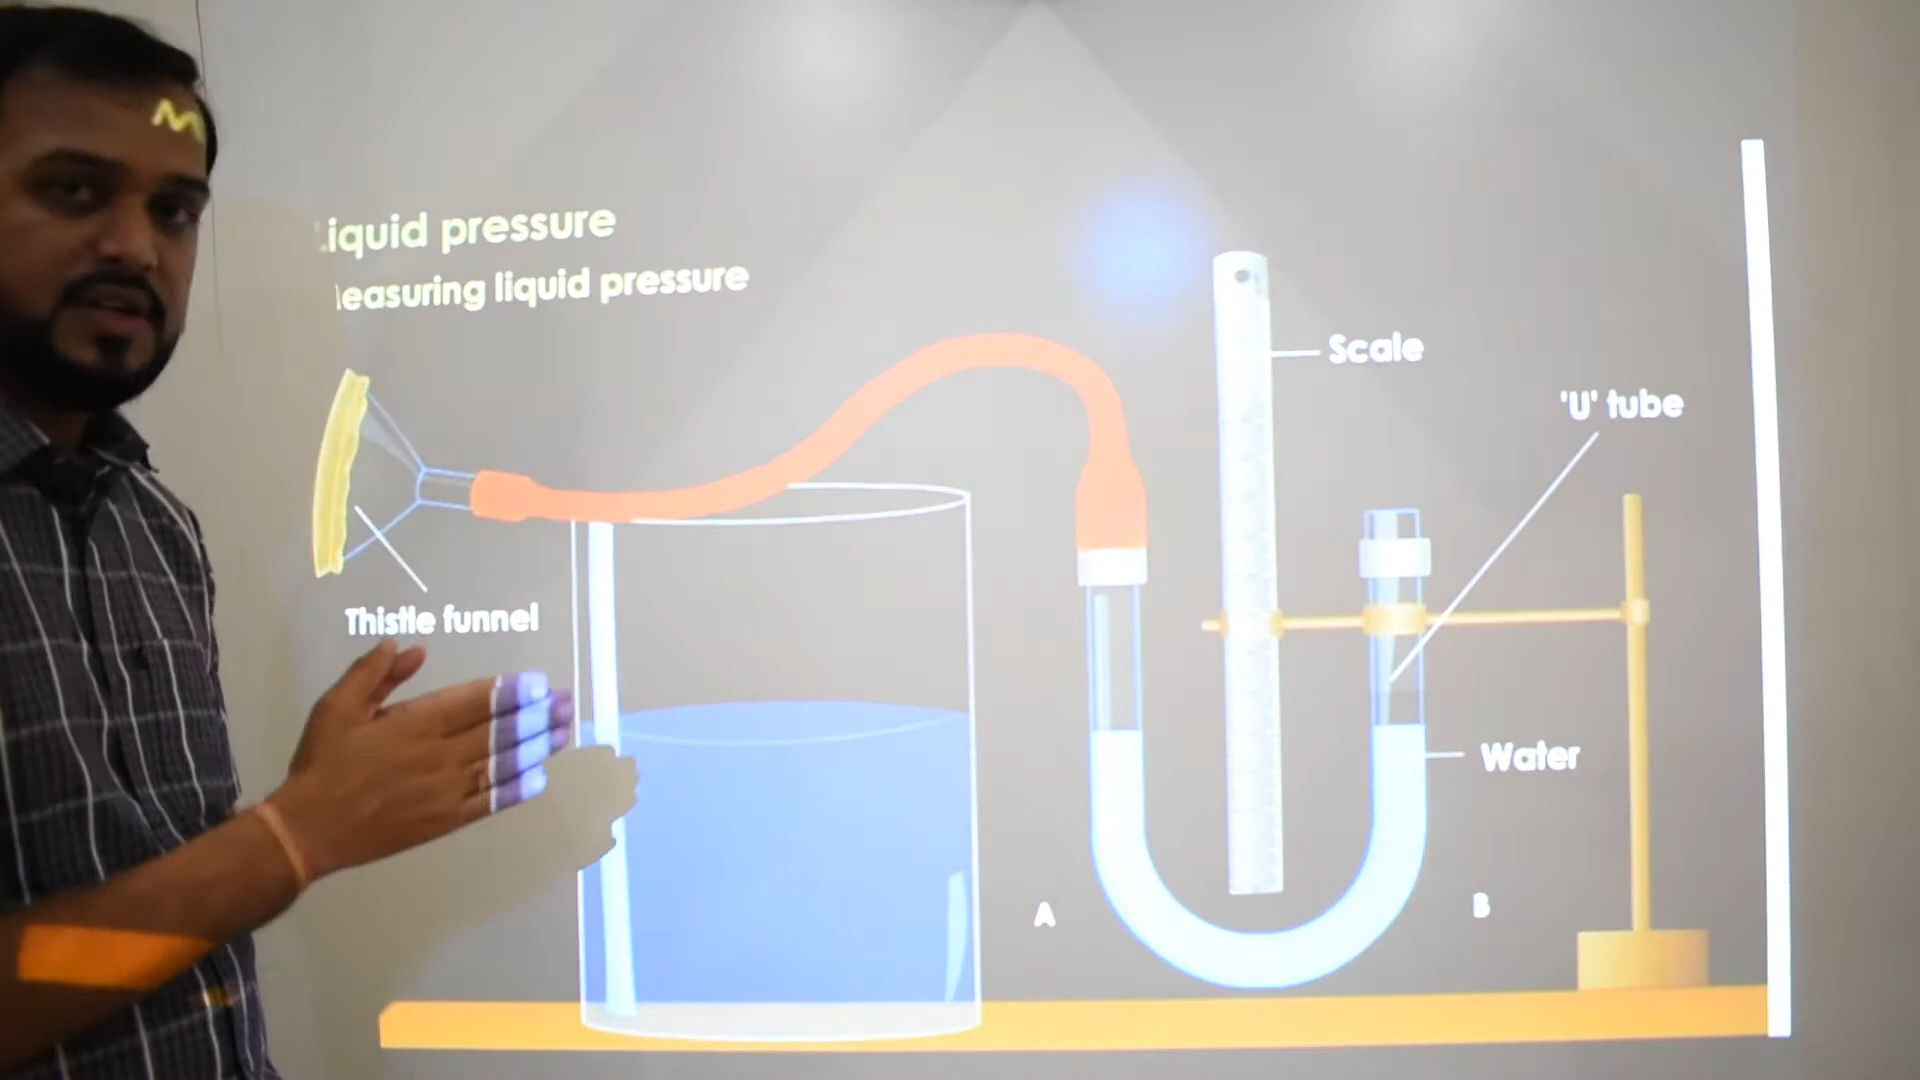 iquid pressure
easuring liquid pressure
Scale
'U' tube
Thistle funnel
Water
A
B